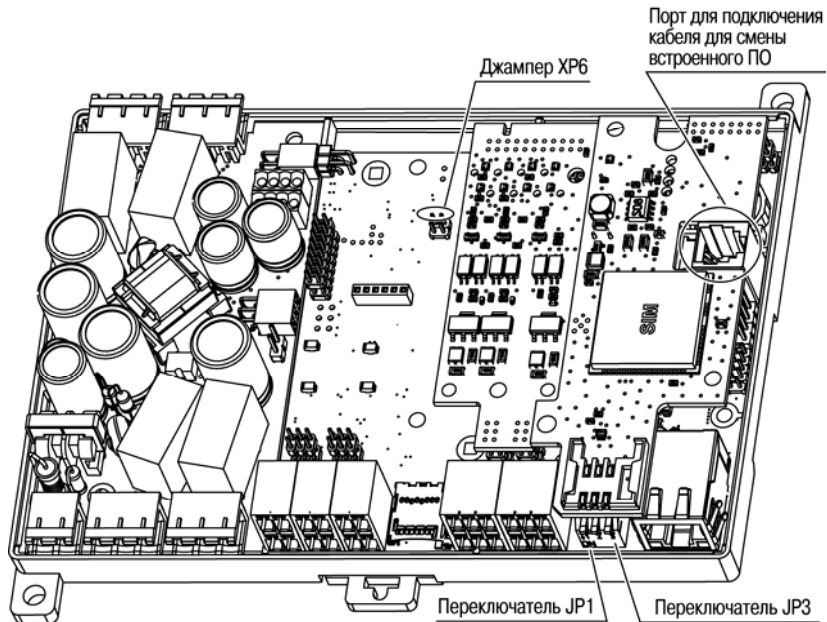 Порт для подключения
кабеля для смены
встроенного ПО
Джампер XP6
SIM
Переключатель JP1
Переключатель JP3